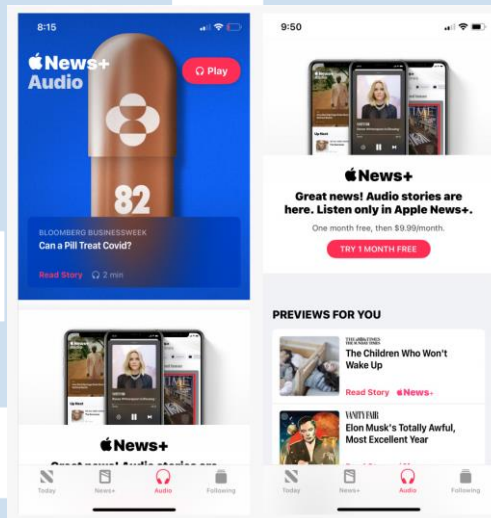 8:15
News+
Audio
Play
82
BLOOMBERG BUSINESSWEEK
Can a Pill Treat Covid?
Read Story 2 min
News+
Today
News+
Audio
Following
9:50
News+
Great news! Audio stories are
here. Listen only in Apple News+.
One month free, then $9.99/month.
TRY 1 MONTH FREE
PREVIEWS FOR YOU
THE SUNDAY TIMES
The Children Who Won't
Wake Up
Read Story News+
VANITY FAIR
Elon Musk's Totally Awful,
Most Excellent Year
Today
News+
Audio
Following